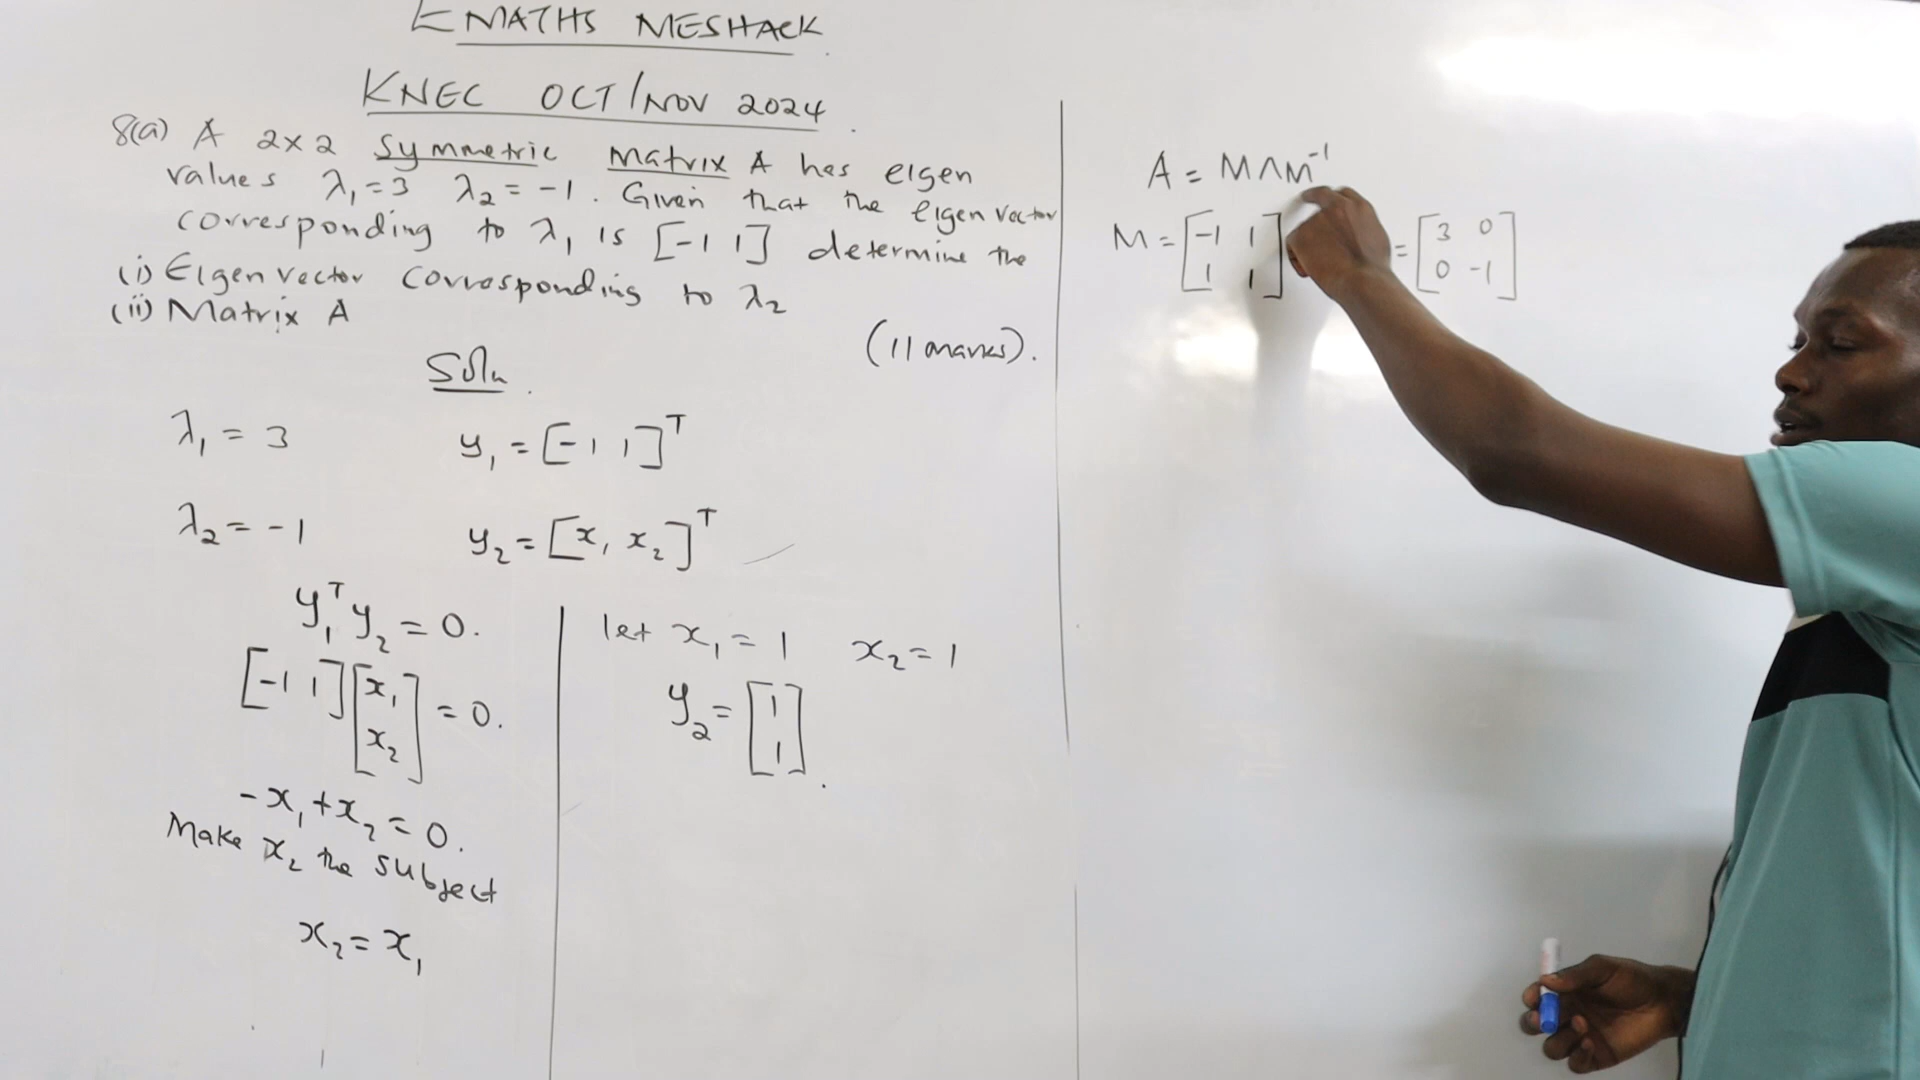 EMATHS MESHACK
KNEC OCT/NOV 2024
8(a) A 2x2 symmetric matrix A has eigen
values λ₁=3 λ₂=-1. Given that the eigen vector
corresponding to λ₁ is [-1 1] determine the
(i) Eigen vector corresponding to λ₂
(ii) Matrix A
(11 marks).
Soln.
λ₁ = 3 y₁ = [-1 1]ᵀ
λ₂ = -1 y₂ = [x₁ x₂]ᵀ
y₁ᵀy₂ = 0.
[-1 1][x₁
x₂] = 0.
-x₁+x₂ = 0.
Make x₂ the subject
x₂ = x₁
let x₁ = 1 x₂ = 1
y₂ = [1
1].
A = MΛM⁻¹
M = [-1 1 = [3 0
1 1] 0 -1]